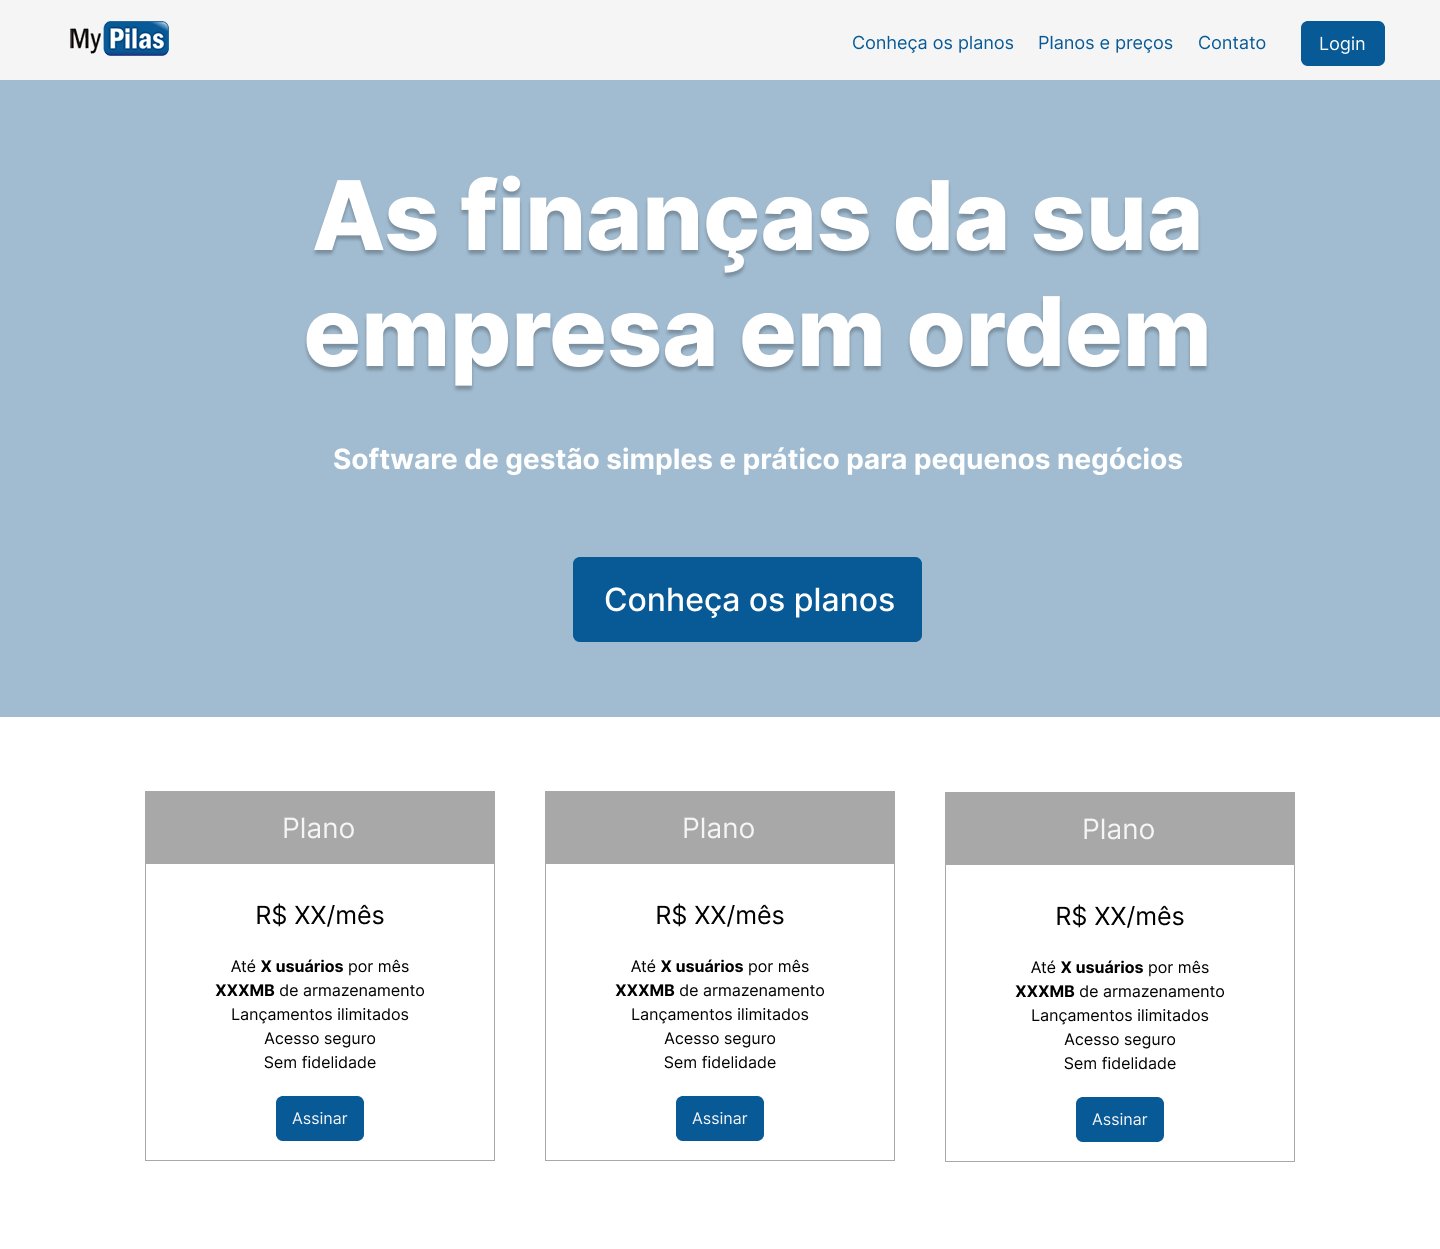 My Pilas
Conheça os planos
Planos e preços
Contato
Login
As finanças da sua
empresa em ordem
Software de gestão simples e prático para pequenos negócios
Conheça os planos
Plano
R$ XX/mês
Até X usuários por mês
XXXMB de armazenamento
Lançamentos ilimitados
Acesso seguro
Sem fidelidade
Assinar
Plano
R$ XX/mês
Até X usuários por mês
XXXMB de armazenamento
Lançamentos ilimitados
Acesso seguro
Sem fidelidade
Assinar
Plano
R$ XX/mês
Até X usuários por mês
XXXMB de armazenamento
Lançamentos ilimitados
Acesso seguro
Sem fidelidade
Assinar